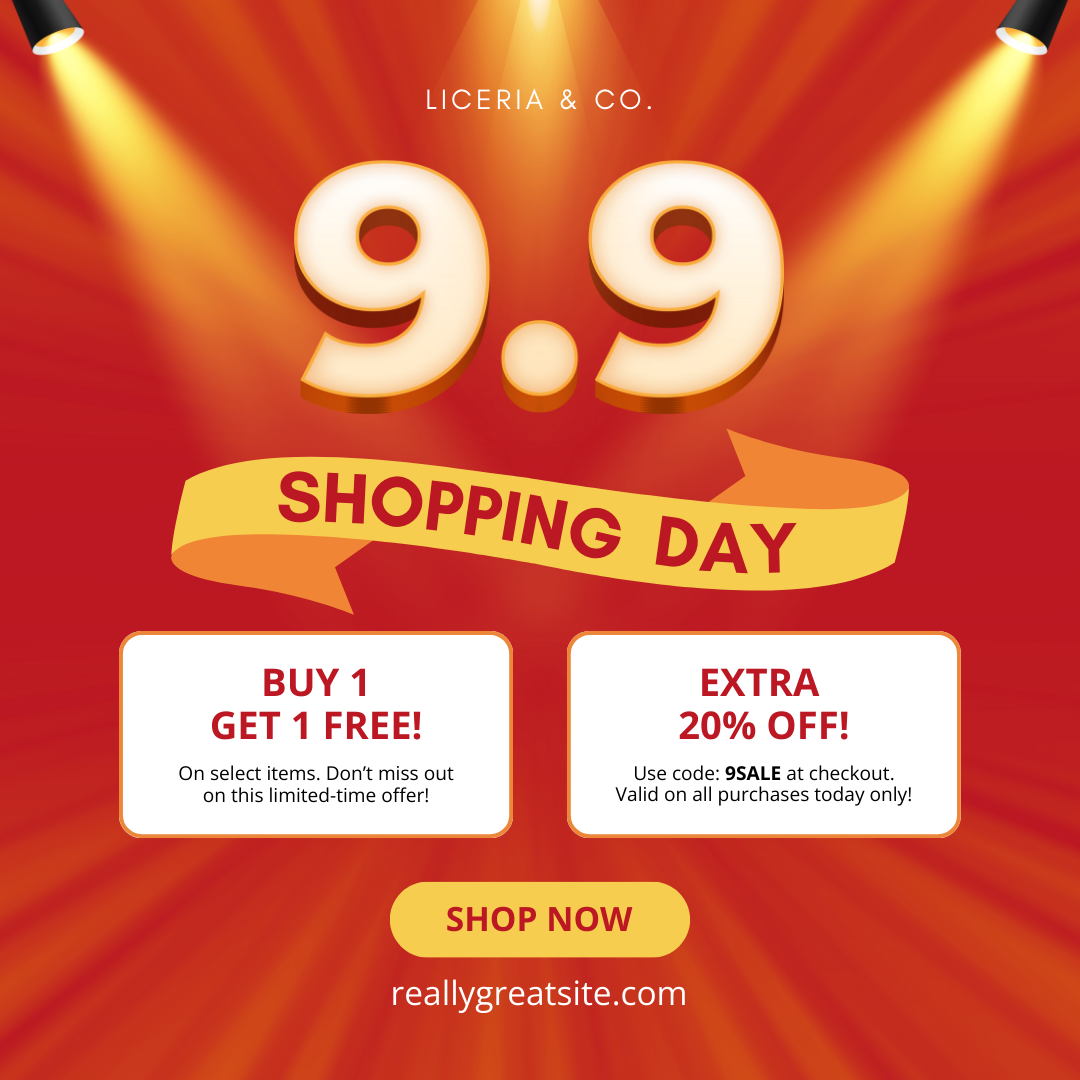 LICERIA & CO.
9.9
SHOPPING DAY
BUY 1
GET 1 FREE!
On select items. Don’t miss out
on this limited-time offer!
EXTRA
20% OFF!
Use code: 9SALE at checkout.
Valid on all purchases today only!
SHOP NOW
reallygreatsite.com